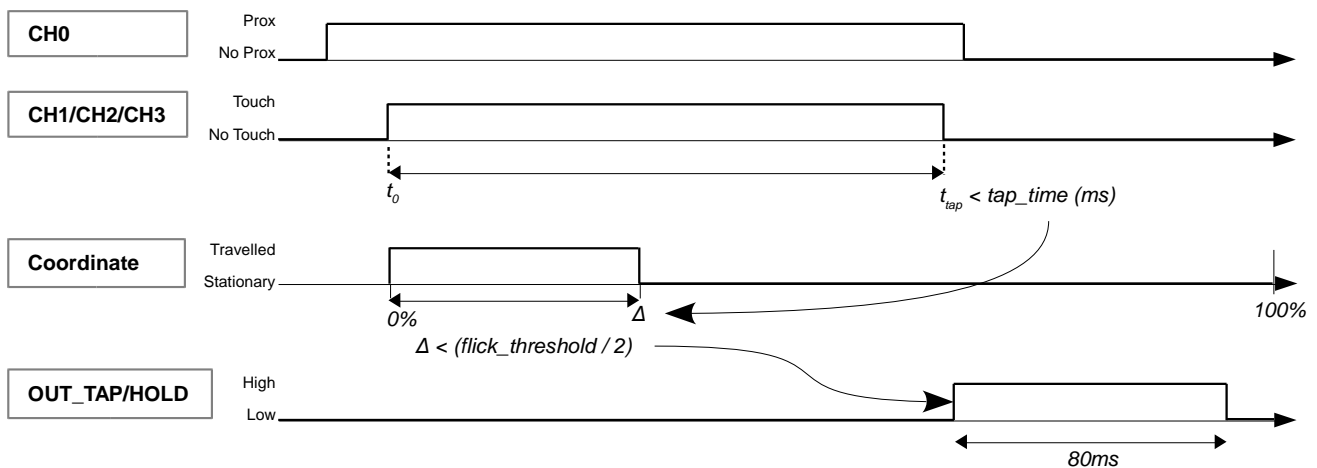 Prox
CH0
No Prox
Touch
CH1/CH2/CH3
No Touch
t0
ttap < tap_time (ms)
Travelled
Coordinate
Stationary
0%
Δ
100%
Δ < (flick_threshold / 2)
High
OUT_TAP/HOLD
Low
80ms